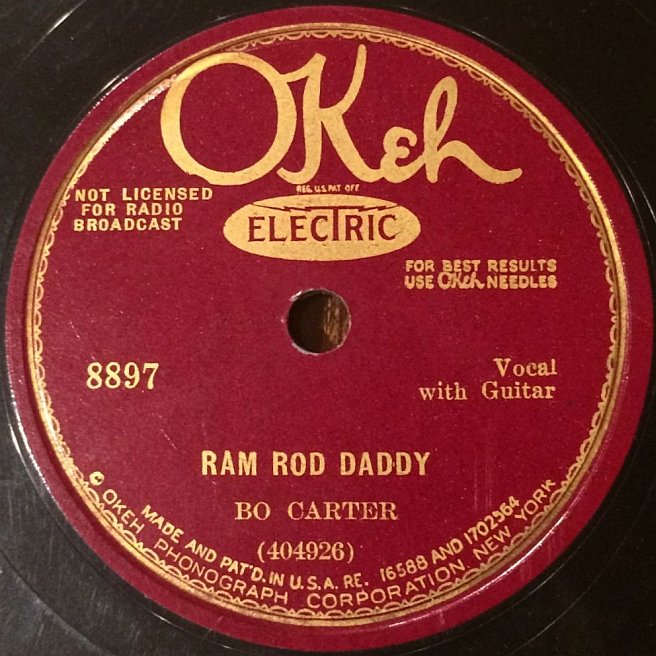 OKeh
REG. U.S. PAT. OFF.
NOT LICENSED
FOR RADIO
BROADCAST
ELECTRIC
FOR BEST RESULTS
USE OKeh NEEDLES
8897
Vocal
with Guitar
RAM ROD DADDY
BO CARTER
(404926)
MADE AND PAT'D. IN U.S.A. RE. 16588 AND 1702564
© OKEH PHONOGRAPH CORPORATION NEW YORK